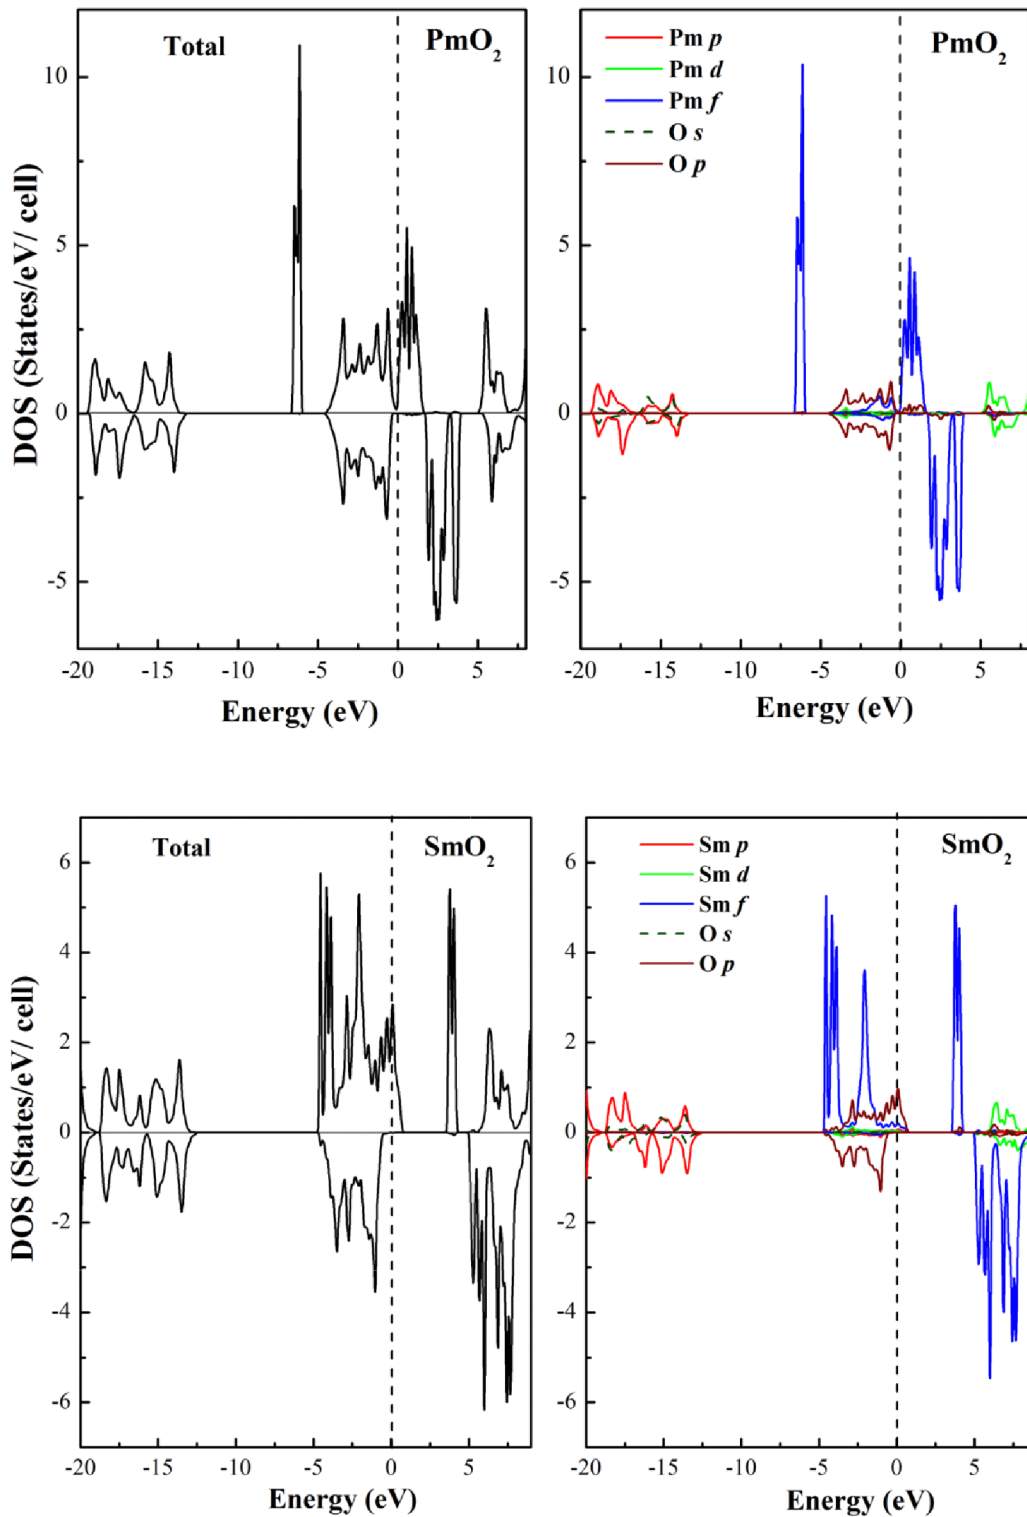 Total
PmO2
10
5
0
-5
DOS (States/eV/ cell)
-20
-15
-10
-5
0
5
Energy (eV)
Pm p
Pm d
Pm f
O s
O p
PmO2
10
5
0
-5
-20
-15
-10
-5
0
5
Energy (eV)
Total
SmO2
6
4
2
0
-2
-4
-6
DOS (States/eV/ cell)
-20
-15
-10
-5
0
5
Energy (eV)
Sm p
Sm d
Sm f
O s
O p
SmO2
6
4
2
0
-2
-4
-6
-20
-15
-10
-5
0
5
Energy (eV)